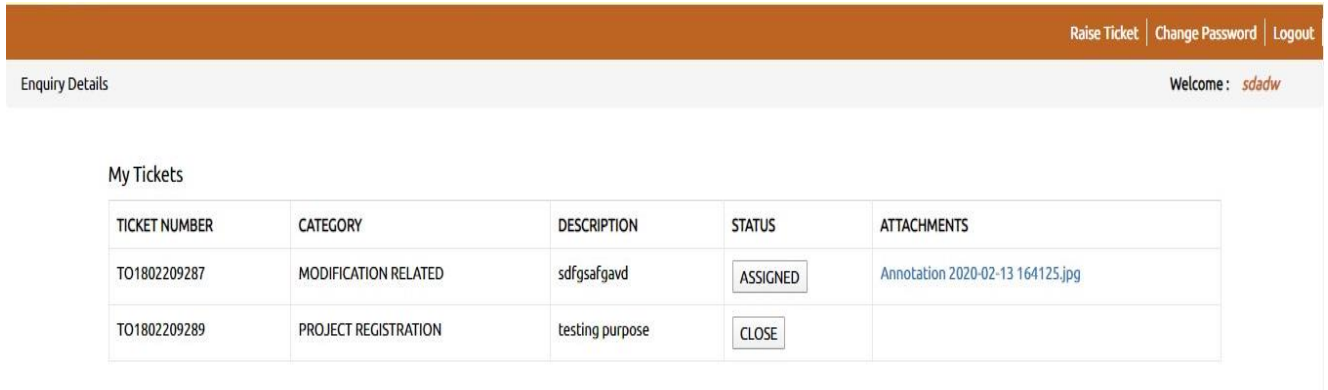 Raise Ticket Change Password Logout
Enquiry Details Welcome : sdadw
My Tickets
TICKET NUMBER CATEGORY DESCRIPTION STATUS ATTACHMENTS
TO1802209287 MODIFICATION RELATED sdfgsafgavd ASSIGNED Annotation 2020-02-13 164125.jpg
TO1802209289 PROJECT REGISTRATION testing purpose CLOSE